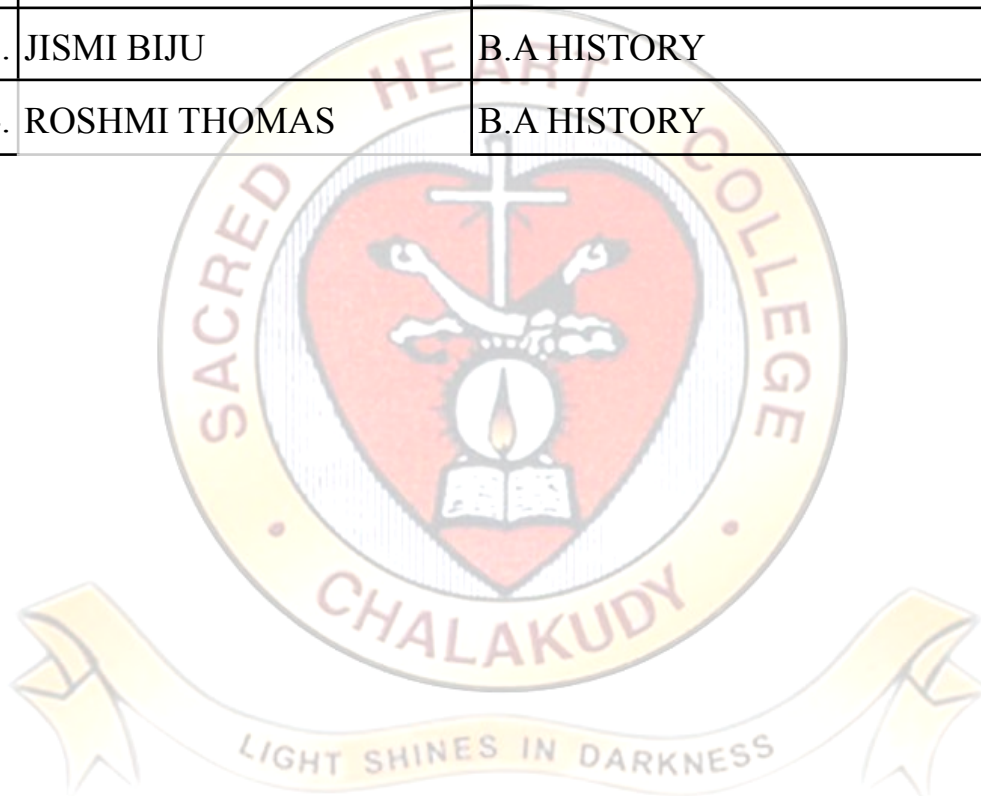 . JISMI BIJU B.A HISTORY
. ROSHMI THOMAS B.A HISTORY
SACRED HEART COLLEGE
CHALAKUDY
LIGHT SHINES IN DARKNESS